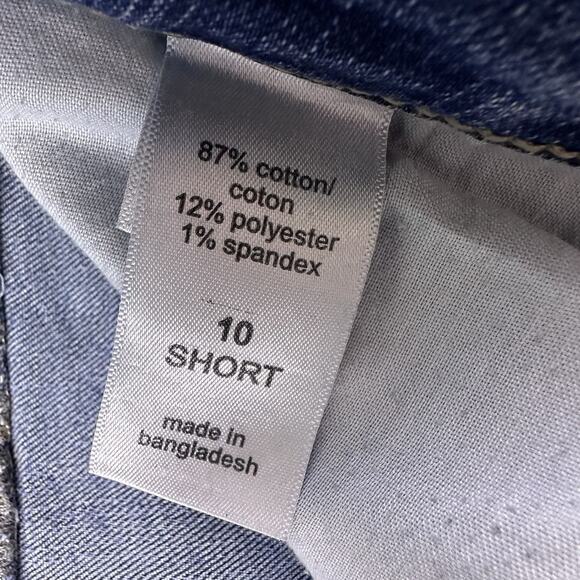 87% cotton/
coton
12% polyester
1% spandex
10
SHORT
made in
bangladesh